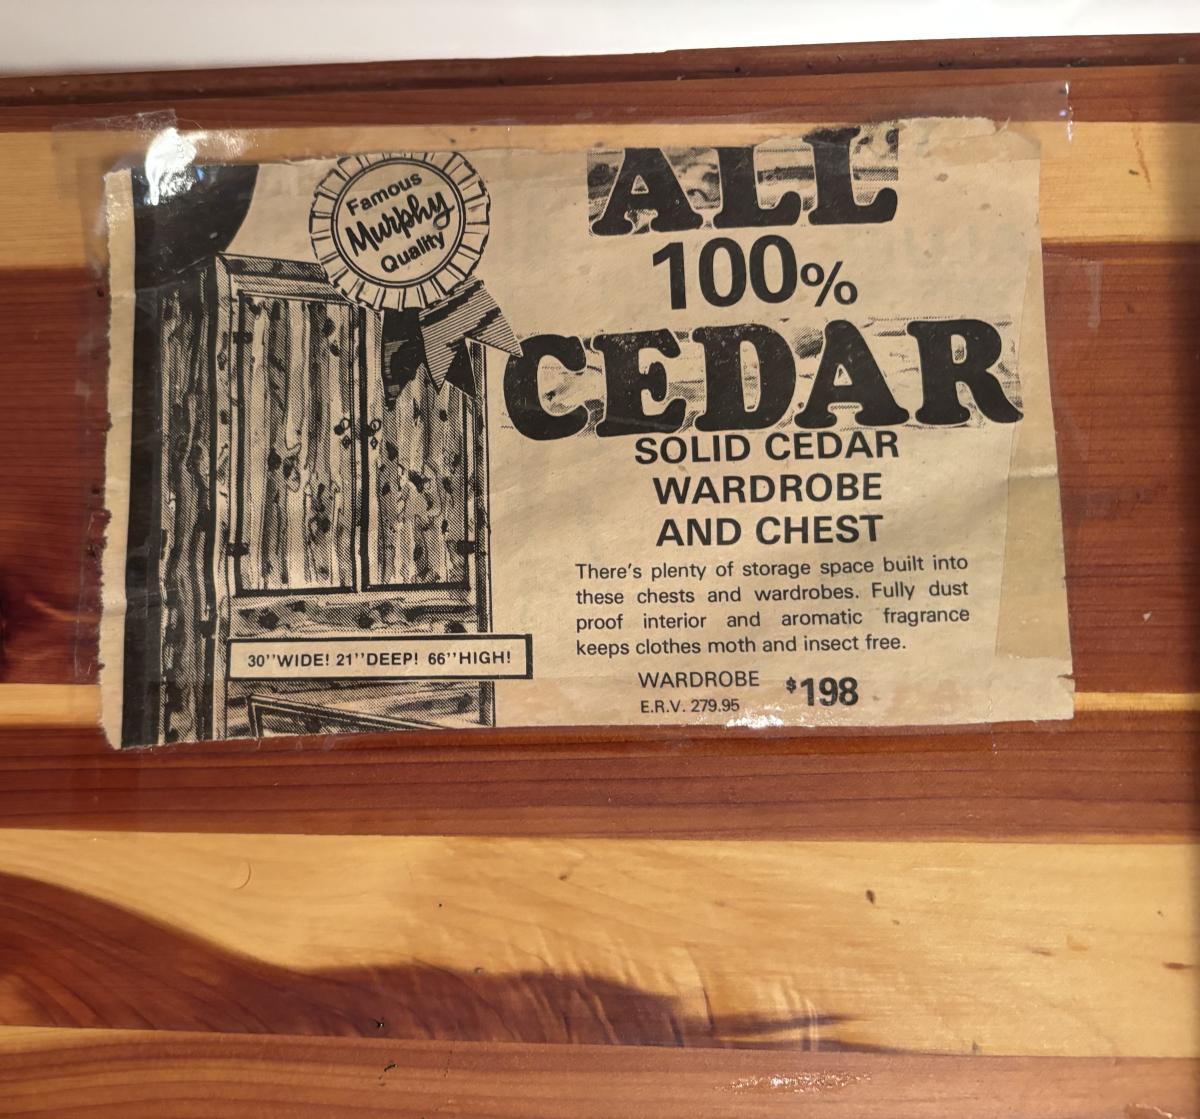 Famous
Murphy
Quality
ALL
100%
CEDAR
SOLID CEDAR
WARDROBE
AND CHEST
There's plenty of storage space built into
these chests and wardrobes. Fully dust
proof interior and aromatic fragrance
keeps clothes moth and insect free.
30''WIDE! 21''DEEP! 66''HIGH!
WARDROBE $198
E.R.V. 279.95